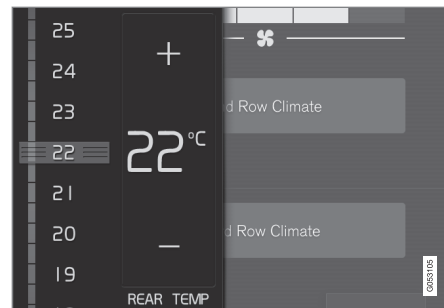 25
24
23
22
21
20
19
+
22°C
−
REAR TEMP
d Row Climate
d Row Climate
G053105